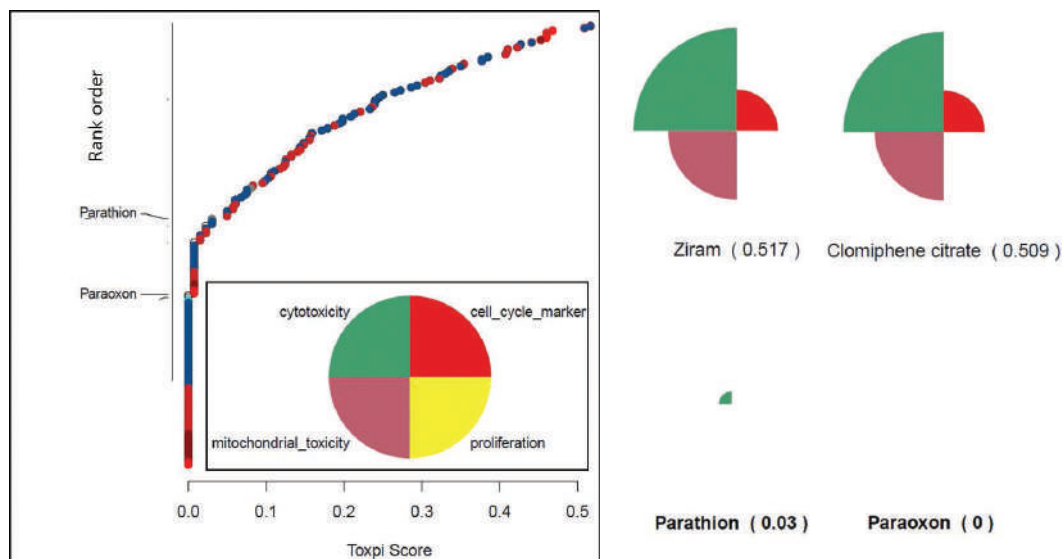 Rank order
Parathion
Paraoxon
cytotoxicity
cell_cycle_marker
mitochondrial_toxicity
proliferation
0.0 0.1 0.2 0.3 0.4 0.5
Toxpi Score
Ziram ( 0.517 )
Clomiphene citrate ( 0.509 )
Parathion ( 0.03 )
Paraoxon ( 0 )